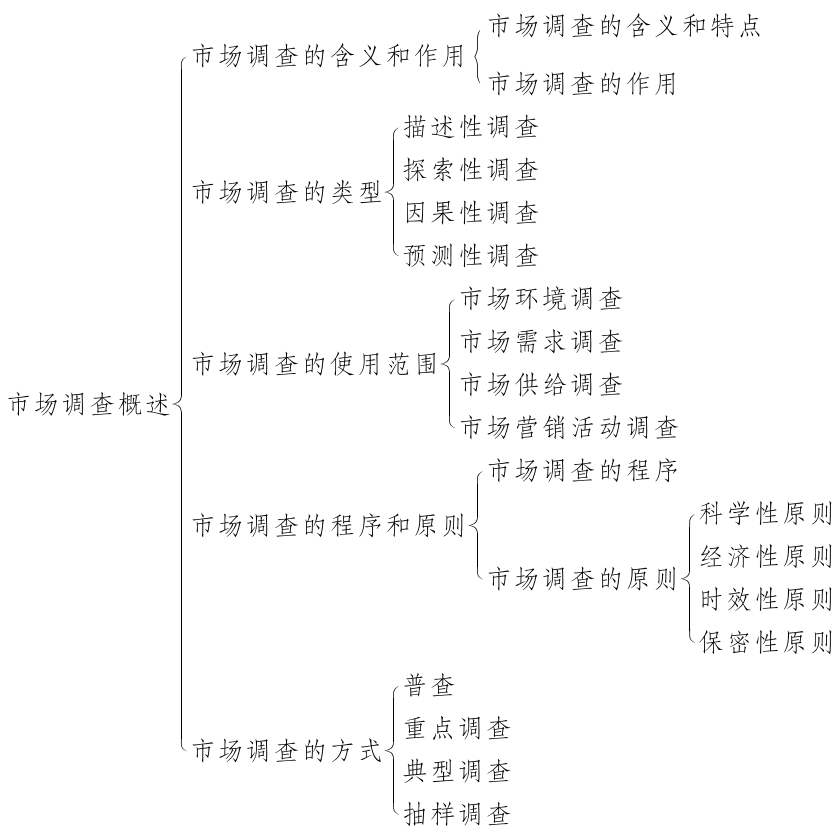 市场调查概述
市场调查的含义和作用
市场调查的含义和特点
市场调查的作用
市场调查的类型
描述性调查
探索性调查
因果性调查
预测性调查
市场调查的使用范围
市场环境调查
市场需求调查
市场供给调查
市场营销活动调查
市场调查的程序和原则
市场调查的程序
市场调查的原则
科学性原则
经济性原则
时效性原则
保密性原则
市场调查的方式
普查
重点调查
典型调查
抽样调查